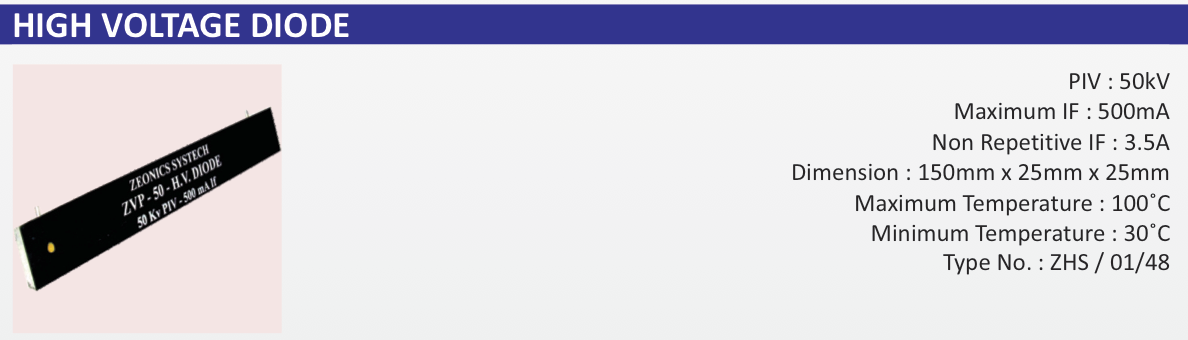 HIGH VOLTAGE DIODE
ZEONICS SYSTECH
ZVP - 50 - H.V. DIODE
50 Kv PIV - 500 mA If
PIV : 50kV
Maximum IF : 500mA
Non Repetitive IF : 3.5A
Dimension : 150mm x 25mm x 25mm
Maximum Temperature : 100˚C
Minimum Temperature : 30˚C
Type No. : ZHS / 01/48